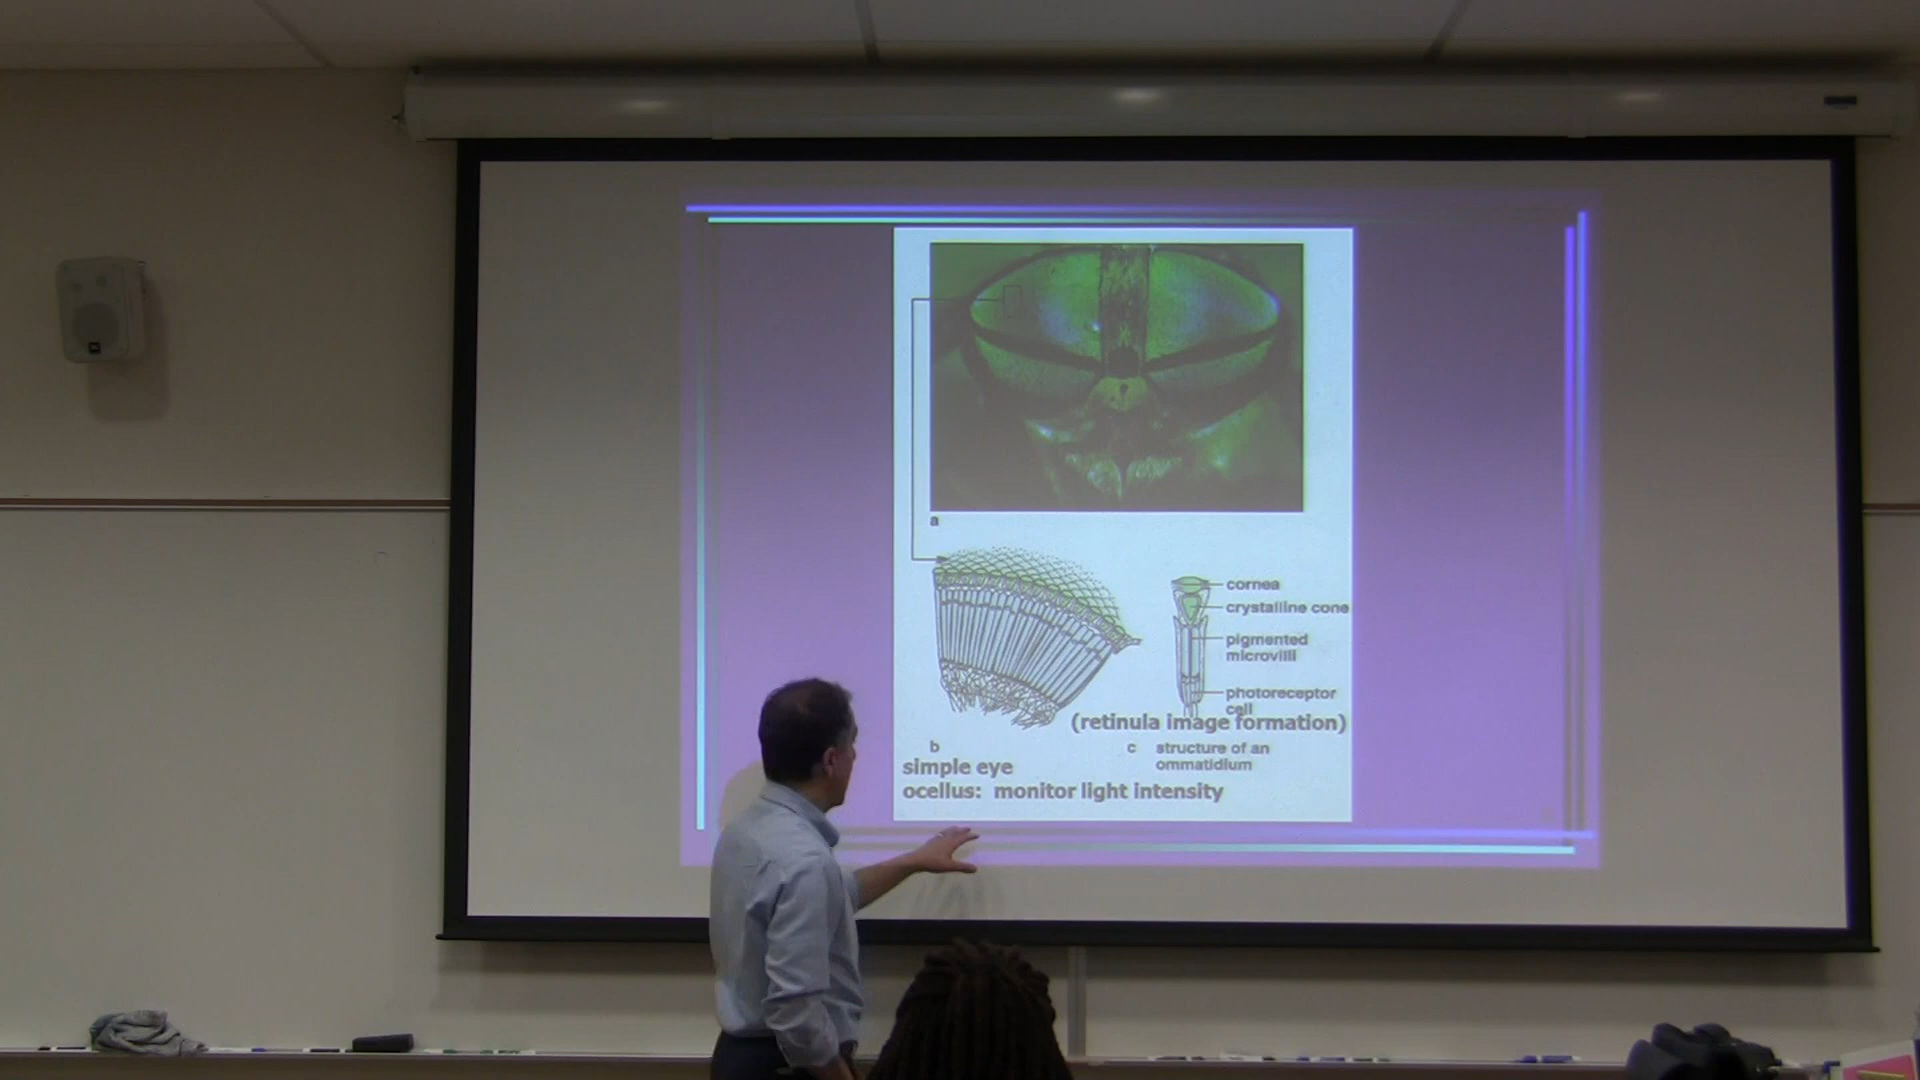 a
cornea
crystalline cone
pigmented
microvilli
photoreceptor
cell
(retinula image formation)
b
c structure of an
ommatidium
simple eye
ocellus: monitor light intensity